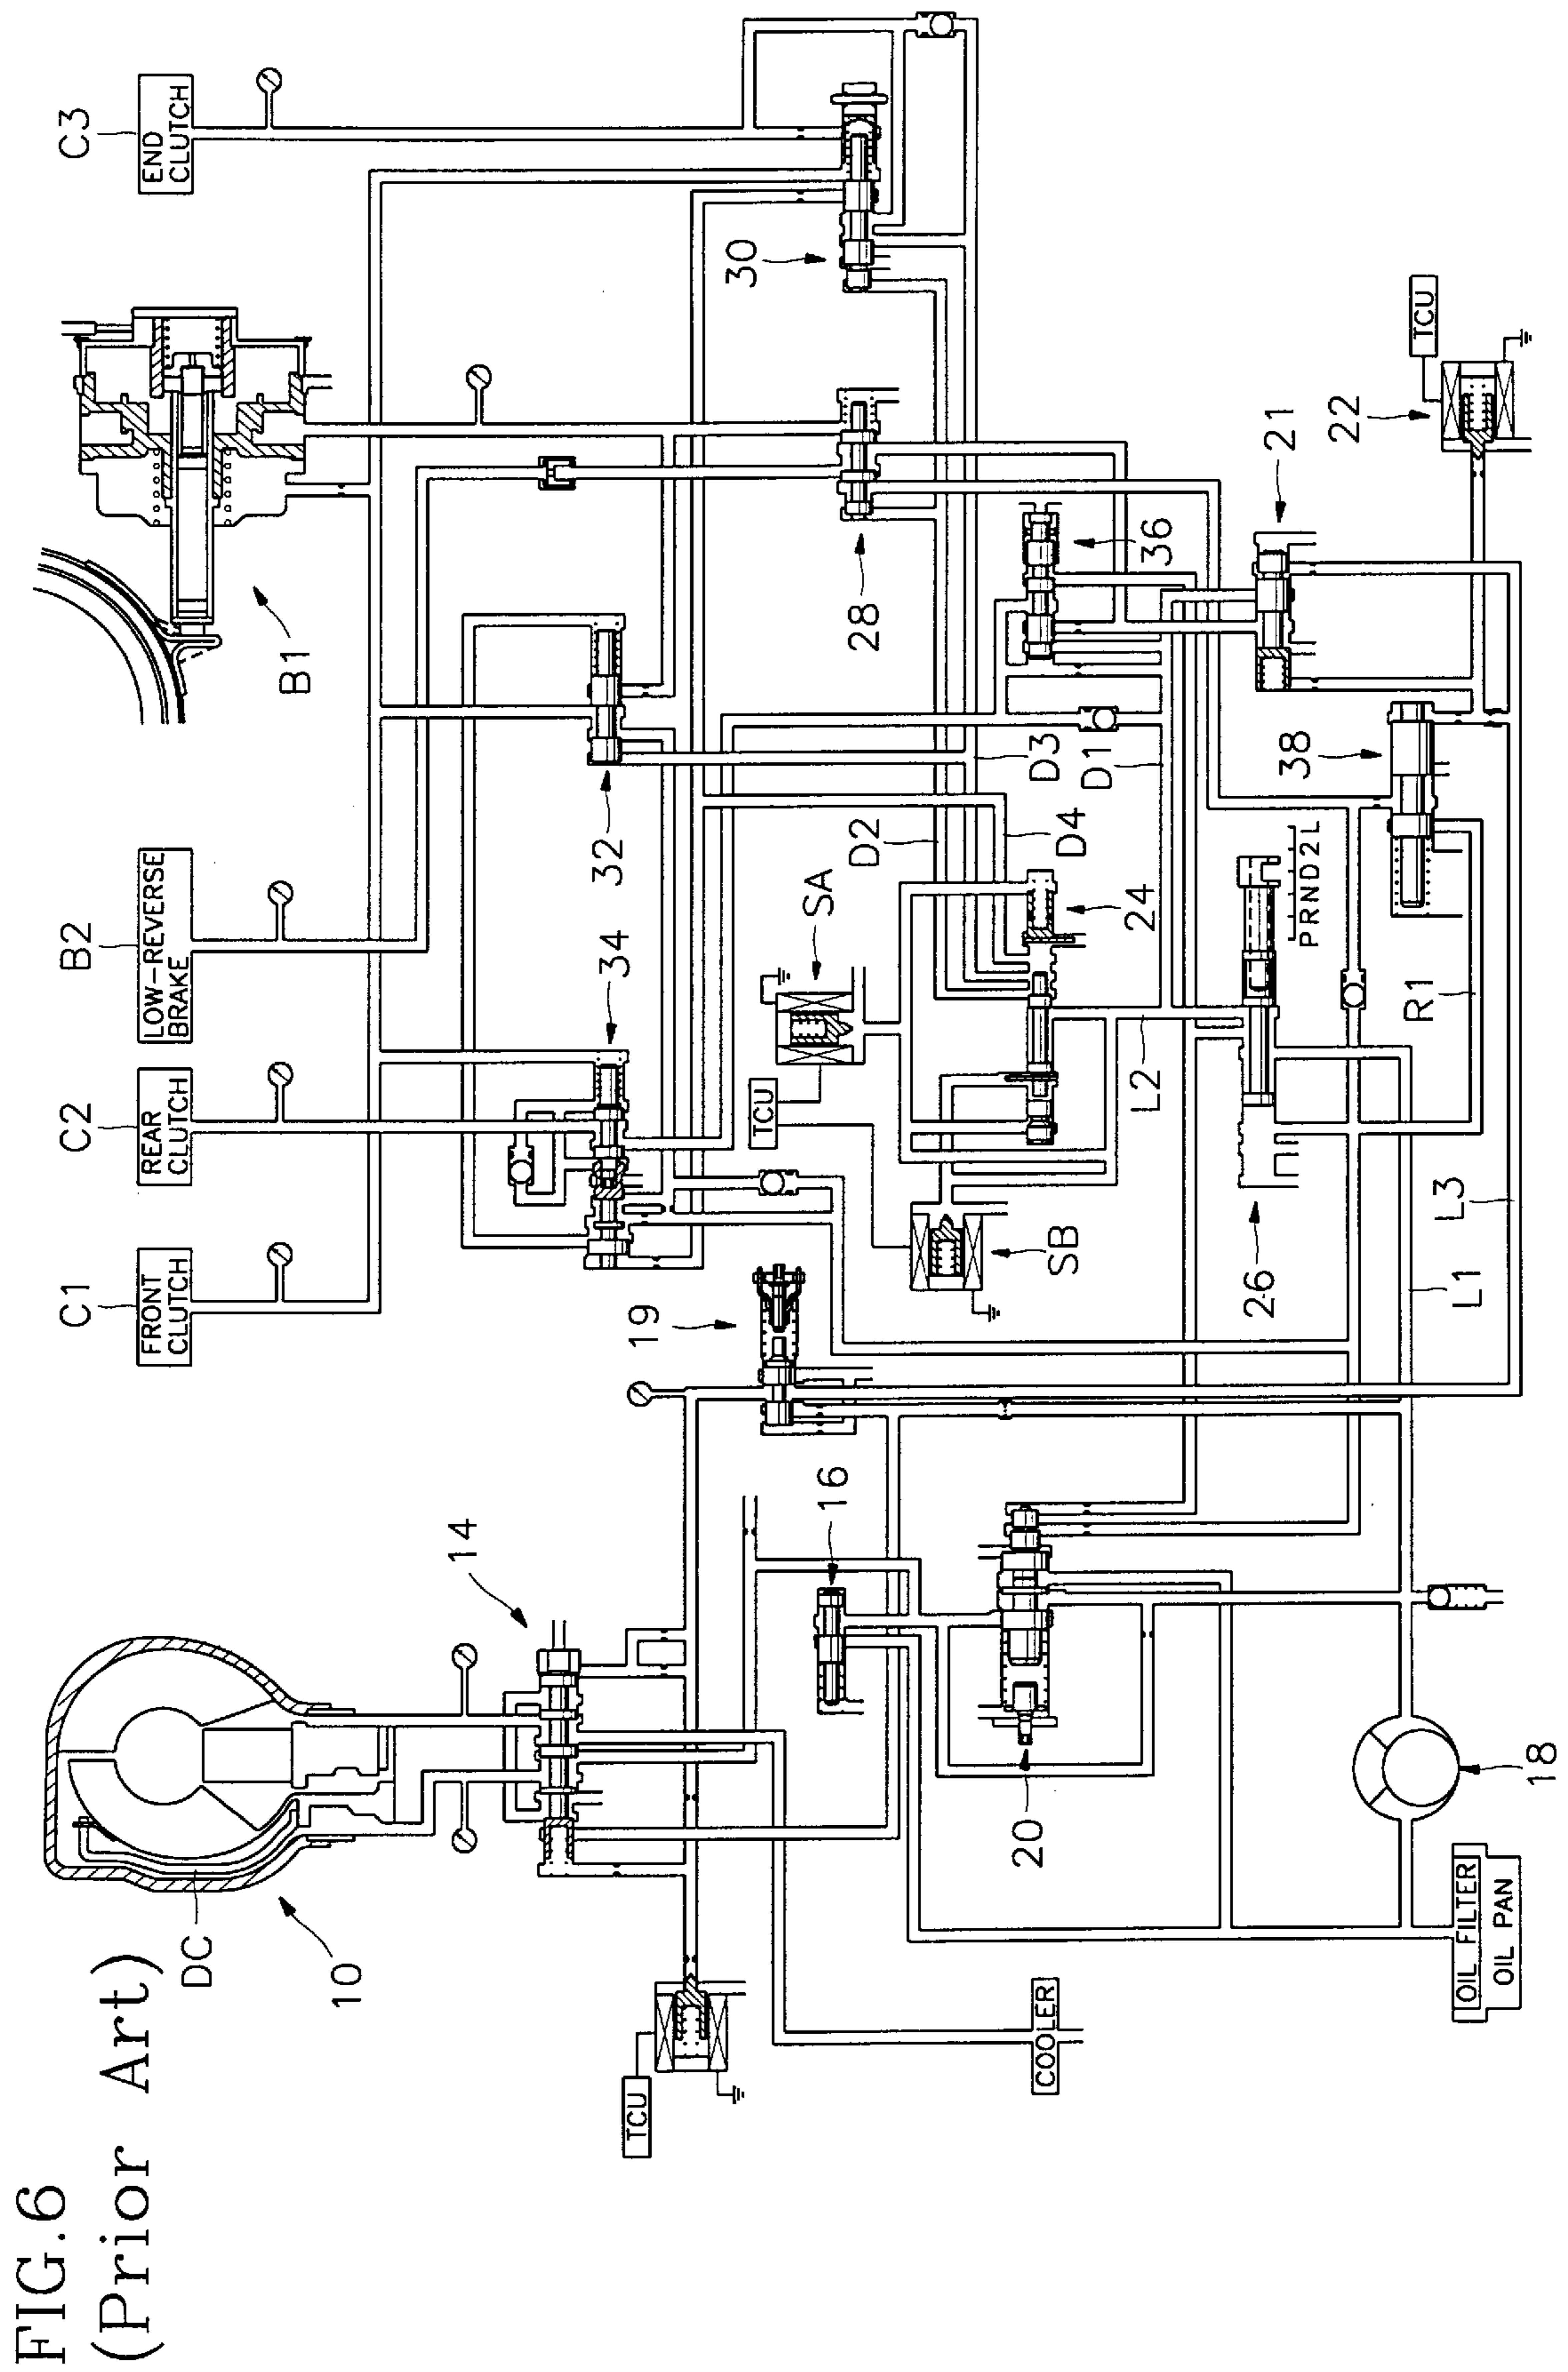 FIG.6
(Prior Art)
C1
FRONT
CLUTCH
C2
REAR
CLUTCH
B2
LOW-REVERSE
BRAKE
C3
END
CLUTCH
B1
DC
10
14
34
32
30
28
TCU
16
19
SA
TCU
SB
D2
D3
D4
D1
24
36
21
22
TCU
38
20
26
L2
PRND2L
R1
L3
L1
COOLER
18
OIL FILTER
OIL PAN